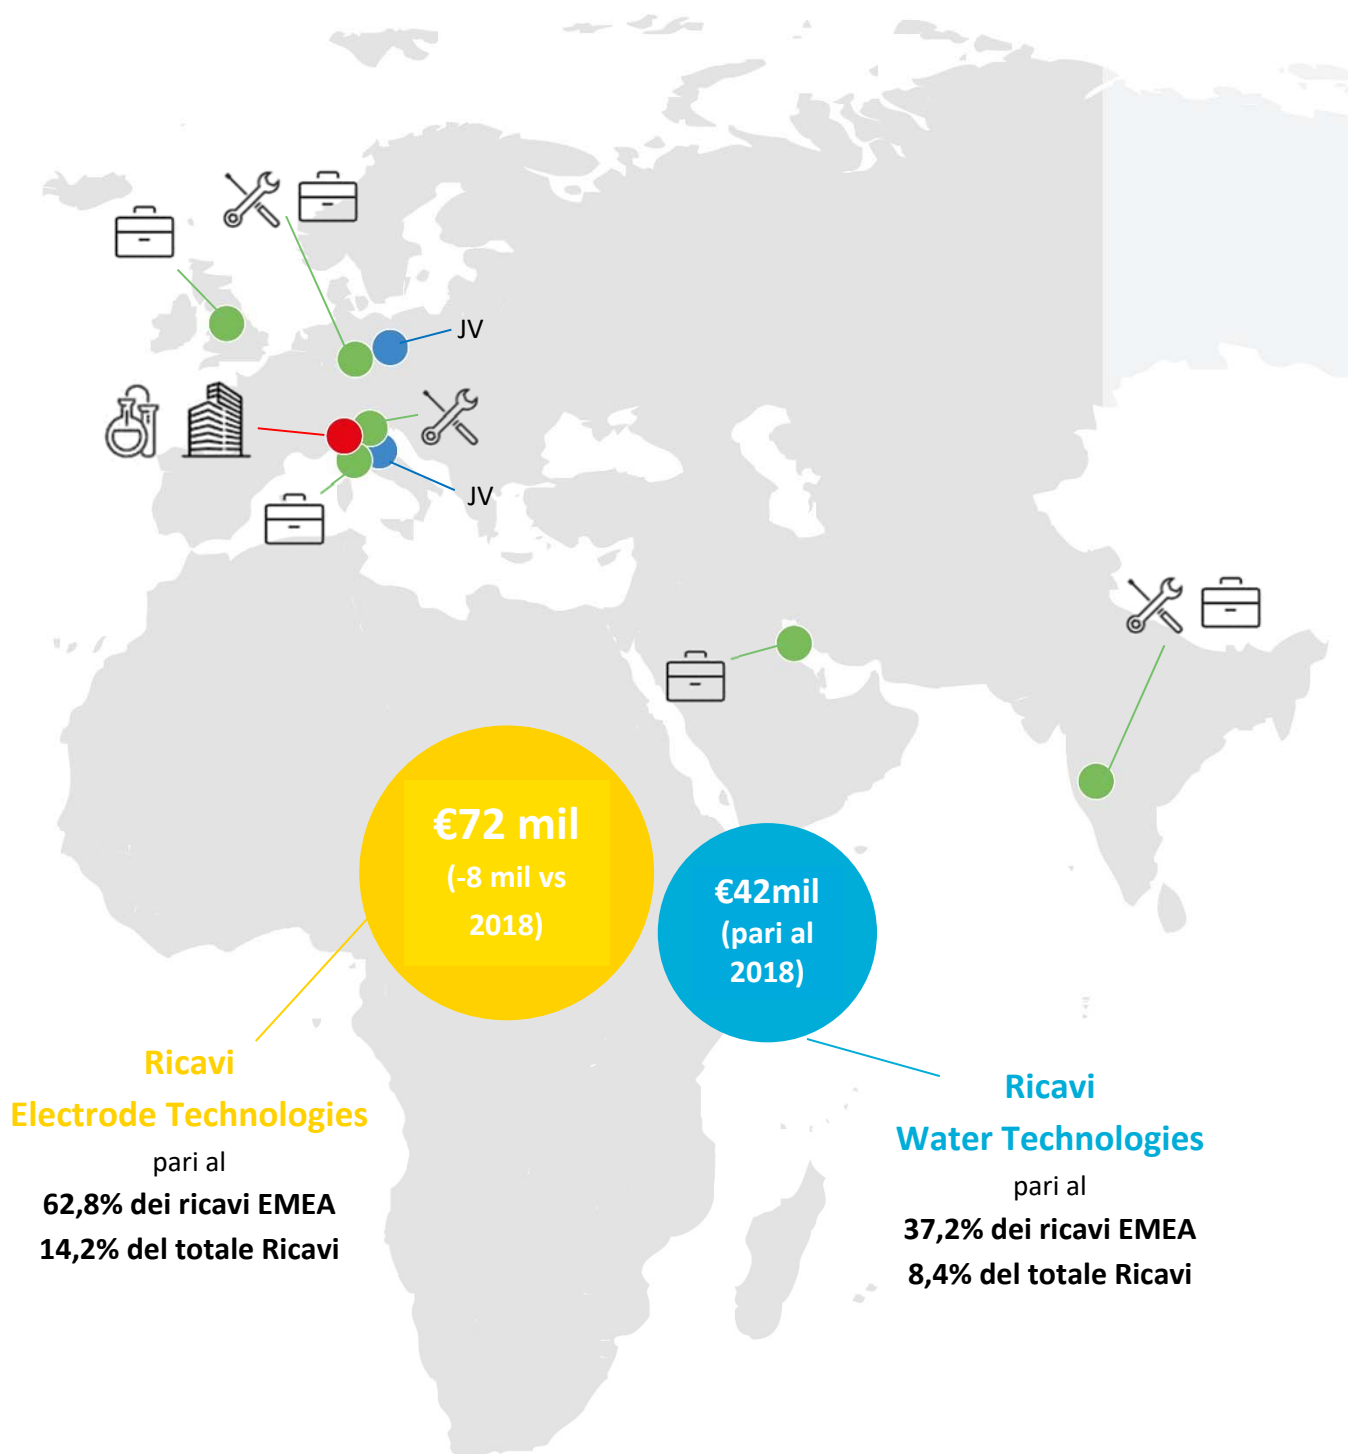 JV
JV
€72 mil
(-8 mil vs
2018)
€42mil
(pari al
2018)
Ricavi
Electrode Technologies
pari al
62,8% dei ricavi EMEA
14,2% del totale Ricavi
Ricavi
Water Technologies
pari al
37,2% dei ricavi EMEA
8,4% del totale Ricavi